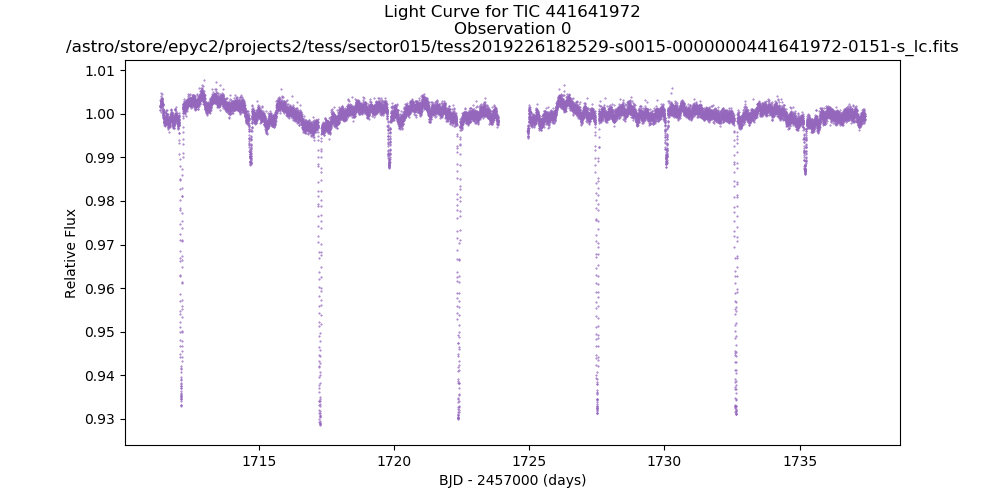 Light Curve for TIC 441641972
Observation 0
/astro/store/epyc2/projects2/tess/sector015/tess2019226182529-s0015-0000000441641972-0151-s_lc.fits
1.01
1.00
0.99
0.98
0.97
0.96
0.95
0.94
0.93
Relative Flux
1715
1720
1725
1730
1735
BJD - 2457000 (days)